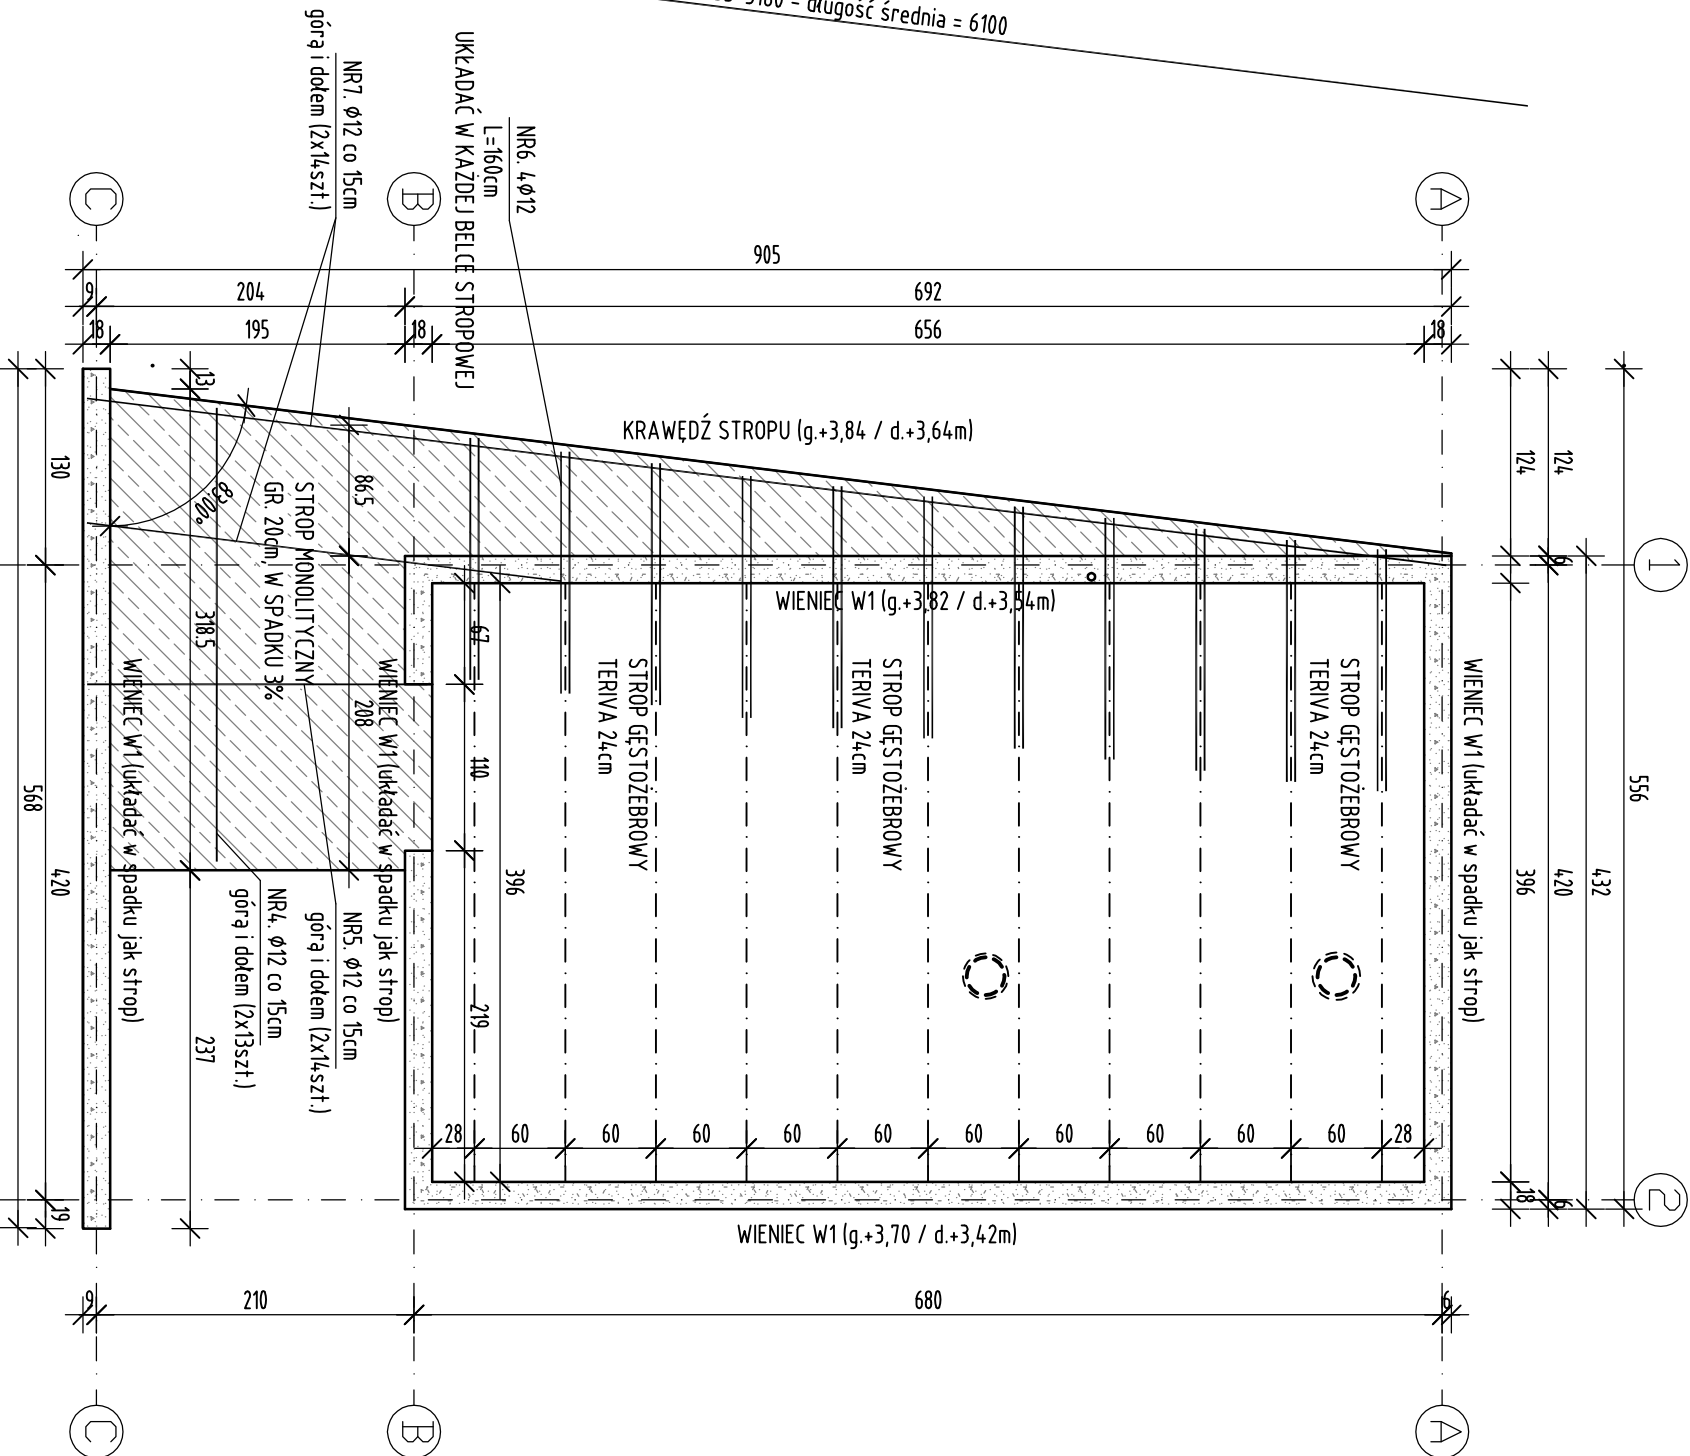 długość średnia = 6100
NR7. ϕ12 co 15cm
górą i dołem (2x14szt.)
UKŁADAĆ W KAŻDEJ BELCE STROPOWEJ
NR6. 4ϕ12
L=160cm
C
B
A
905
9
204
692
18
195
18
656
18
KRAWĘDŹ STROPU (g.+3,84 / d.+3,64m)
124
124
556
13
130
86.5
83.00°
STROP MONOLITYCZNY
GR. 20cm, W SPADKU 3%
318.5
208
6
1
WIENIEC W1 (g.+3,82 / d.+3,54m)
67
110
396
219
STROP GĘSTOŻEBROWY
TERIVA 24cm
STROP GĘSTOŻEBROWY
TERIVA 24cm
STROP GĘSTOŻEBROWY
TERIVA 24cm
WIENIEC W1 (układać w spadku jak strop)
WIENIEC W1 (układać w spadku jak strop)
WIENIEC W1 (układać w spadku jak strop)
396
420
432
568
420
NR5. ϕ12 co 15cm
górą i dołem (2x14szt.)
NR4. ϕ12 co 15cm
górą i dołem (2x13szt.)
237
28
60
60
60
60
60
60
60
60
60
60
28
19
18
6
2
WIENIEC W1 (g.+3,70 / d.+3,42m)
9
210
680
6
C
B
A